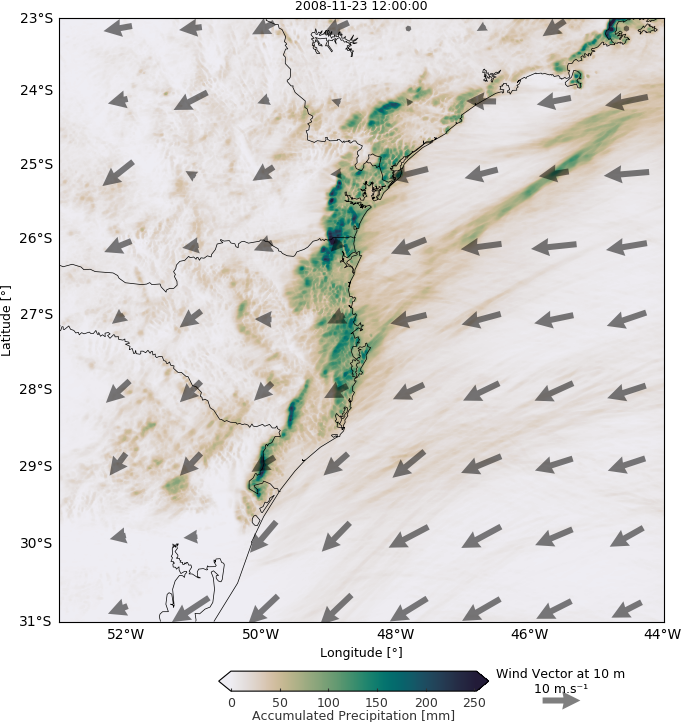 2008-11-23 12:00:00
23°S
24°S
25°S
26°S
27°S
28°S
29°S
30°S
31°S
Latitude [°]
52°W 50°W 48°W 46°W 44°W
Longitude [°]
0 50 100 150 200 250
Accumulated Precipitation [mm]
Wind Vector at 10 m
10 m.s⁻¹